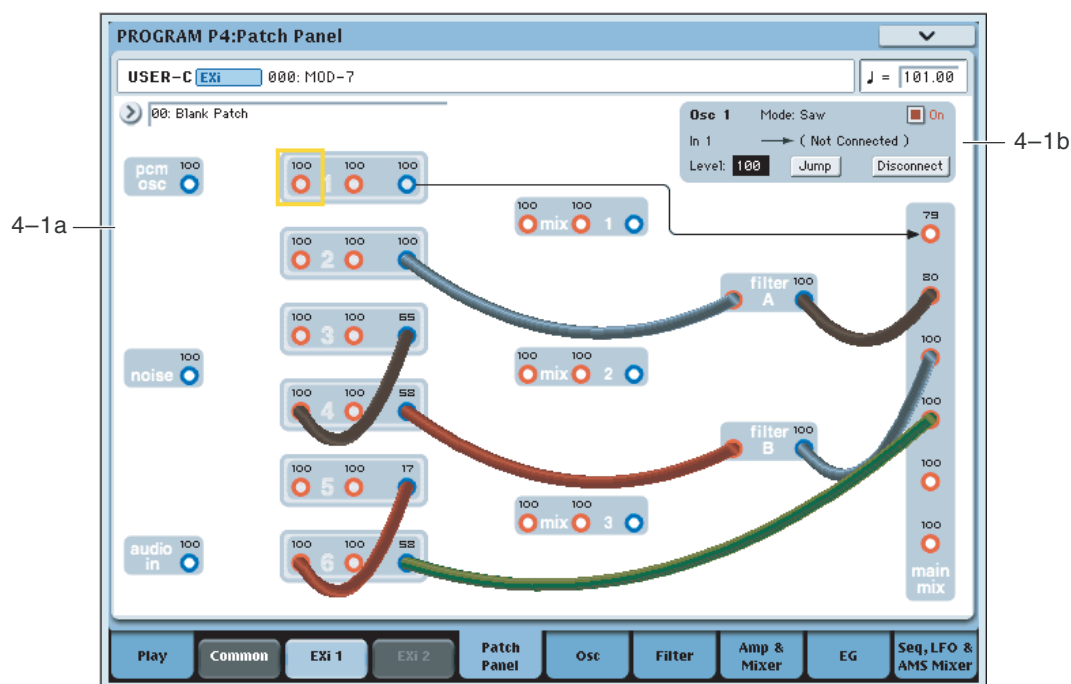 PROGRAM P4:Patch Panel
USER-C EXi 000: MOD-7
♩ = 101.00
00: Blank Patch
Osc 1 Mode: Saw On
In 1 → ( Not Connected )
Level: 100 Jump Disconnect
4–1b
4–1a
pcm osc 100
100 100 1 100
100 100 mix 1
79
100 100 2 100
filter A 100
80
100 100 3 65
100 100 mix 2
100
noise 100
100 4 58
filter B 100
100
100 100 5 17
100 100 mix 3
100
audio in 100
100 100 6 58
100
main mix
Play
Common
EXi 1
EXi 2
Patch Panel
Osc
Filter
Amp & Mixer
EG
Seq, LFO & AMS Mixer